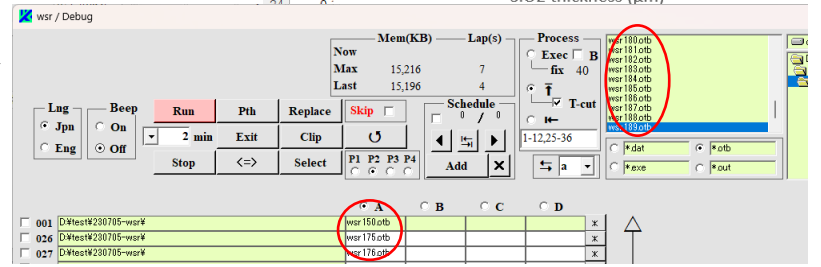 wsr / Debug
Mem(KB) Lap(s)
Now
Max 15,216 7
Last 15,196 4
Process
Exec B
fix 40
T-cut
1-12,25-36
a
wsr180.otb
wsr181.otb
wsr182.otb
wsr183.otb
wsr184.otb
wsr185.otb
wsr186.otb
wsr187.otb
wsr188.otb
wsr189.otb
*.dat *.otb
*.exe *.out
Lng Beep
Jpn On
Eng Off
Run Pth Replace Skip
2 min Exit Clip
Stop <=> Select P1 P2 P3 P4
Schedule
0 / 0
Add X
A B C D
001 D:¥test¥230705-wsr¥ wsr150.otb x
026 D:¥test¥230705-wsr¥ wsr175.otb x
027 D:¥test¥230705-wsr¥ wsr176.otb x